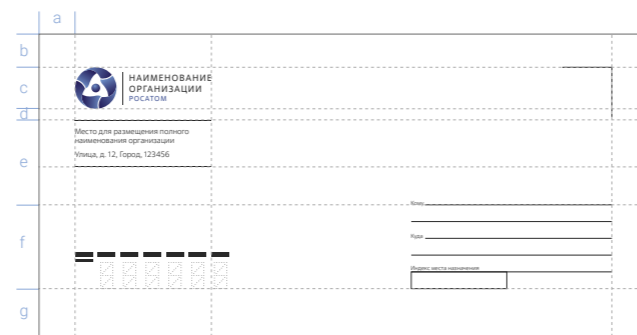 a
b
c
НАИМЕНОВАНИЕ
ОРГАНИЗАЦИИ
РОСАТОМ
d
Место для размещения полного
наименования организации
Улица, д. 12, Город, 123456
e
Кому
f
Куда
Индекс места назначения
g